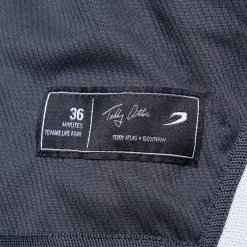 36
MINUTES
TO MAKE LIFE FAIR
Teddy Atlas
TEDDY ATLAS × BOXRAW